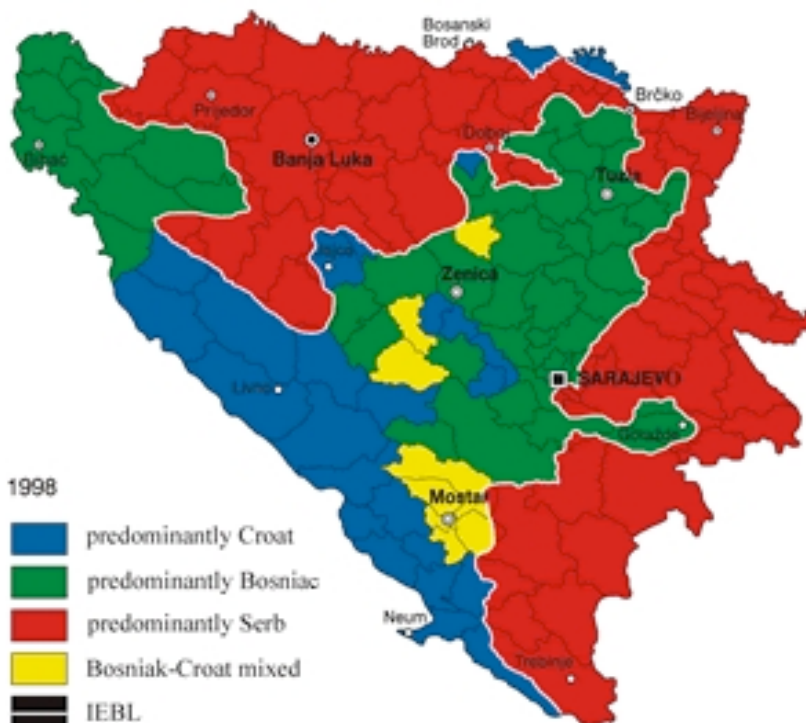 Bosanski
Brod
Brčko
Prijedor
Bijeljina
Doboj
Banja Luka
Bihać
Tuzla
Jajce
Zenica
SARAJEVO
Livno
Goražde
1998
Mostar
predominantly Croat
predominantly Bosniac
predominantly Serb
Neum
Bosniak-Croat mixed
Trebinje
IEBL